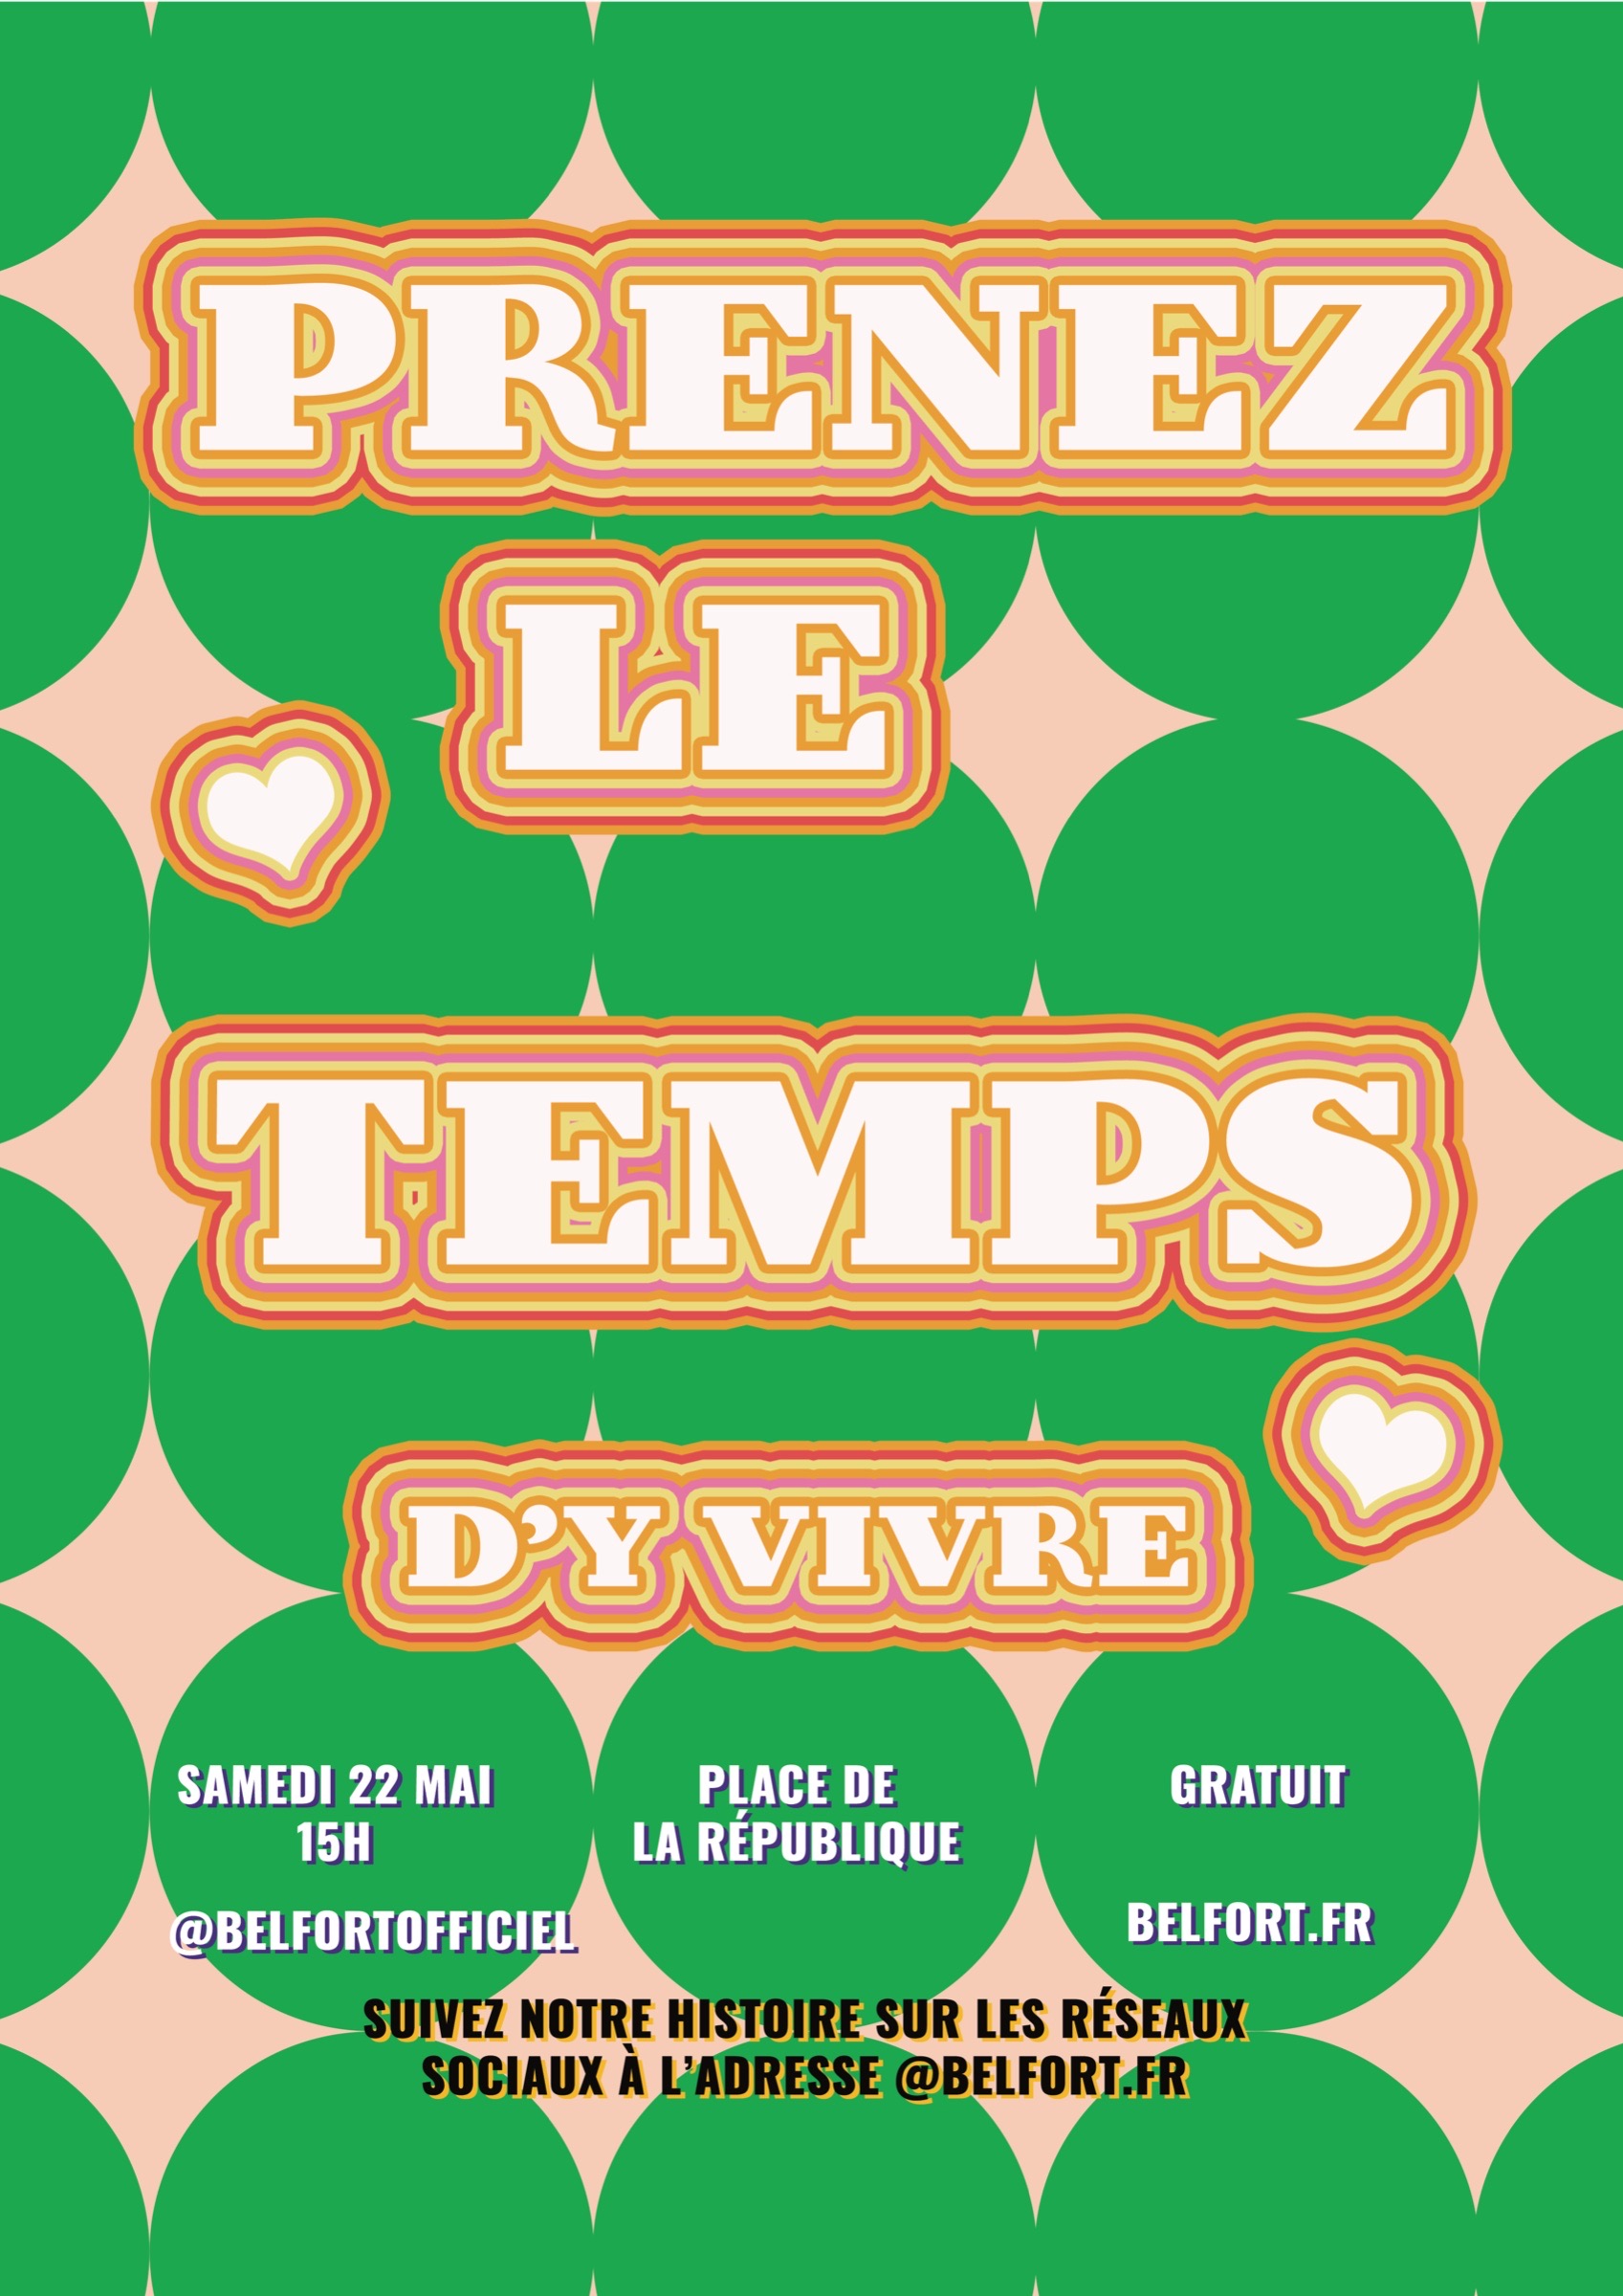 PRENEZ
LE
TEMPS
D'Y VIVRE
SAMEDI 22 MAI
15H
PLACE DE
LA RÉPUBLIQUE
GRATUIT
@BELFORTOFFICIEL
BELFORT.FR
SUIVEZ NOTRE HISTOIRE SUR LES RÉSEAUX
SOCIAUX À L'ADRESSE @BELFORT.FR